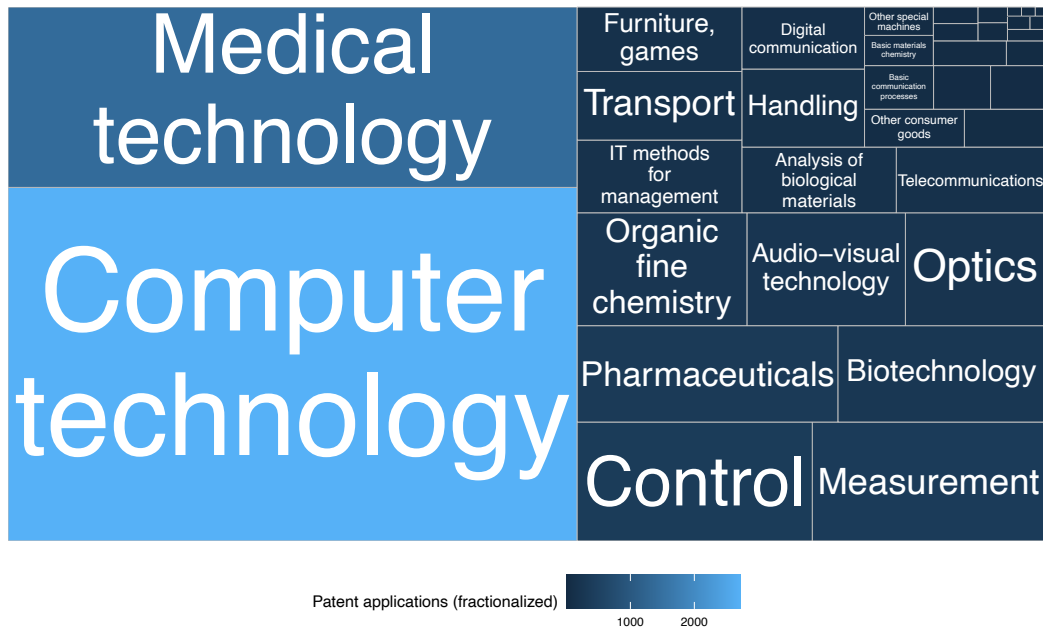 Medical
technology
Computer
technology
Furniture,
games
Transport
IT methods
for
management
Digital
communication
Handling
Other special
machines
Basic materials
chemistry
Basic
communication
processes
Other consumer
goods
Analysis of
biological
materials
Telecommunications
Organic
fine
chemistry
Audio–visual
technology
Optics
Pharmaceuticals
Biotechnology
Control
Measurement
Patent applications (fractionalized)
1000 2000